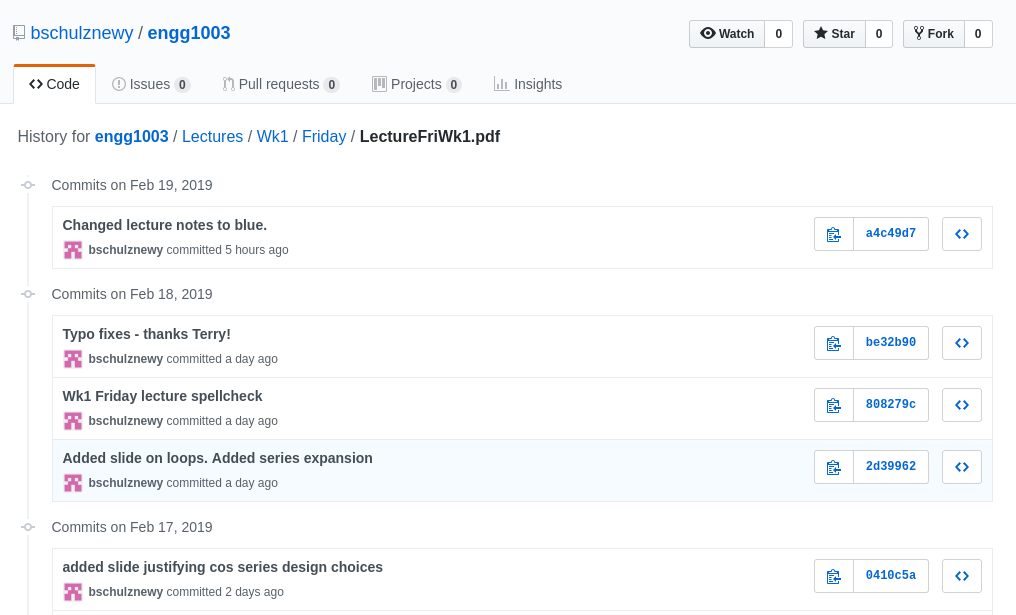 bschulznewy / engg1003
Watch 0 Star 0 Fork 0
Code Issues 0 Pull requests 0 Projects 0 Insights
History for engg1003 / Lectures / Wk1 / Friday / LectureFriWk1.pdf
Commits on Feb 19, 2019
Changed lecture notes to blue.
bschulznewy committed 5 hours ago
a4c49d7
Commits on Feb 18, 2019
Typo fixes - thanks Terry!
bschulznewy committed a day ago
be32b90
Wk1 Friday lecture spellcheck
bschulznewy committed a day ago
808279c
Added slide on loops. Added series expansion
bschulznewy committed a day ago
2d39962
Commits on Feb 17, 2019
added slide justifying cos series design choices
bschulznewy committed 2 days ago
0410c5a